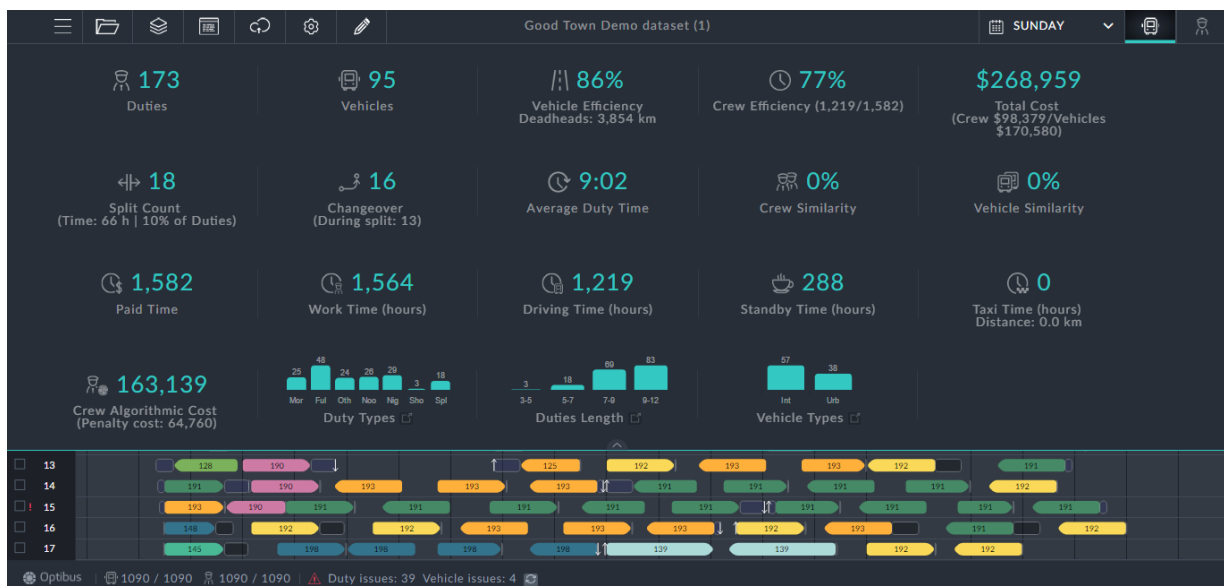 Good Town Demo dataset (1)
SUNDAY
173
Duties
95
Vehicles
86%
Vehicle Efficiency
Deadheads: 3,854 km
77%
Crew Efficiency (1,219/1,582)
$268,959
Total Cost
(Crew $98,379/Vehicles
$170,580)
18
Split Count
(Time: 66 h | 10% of Duties)
16
Changeover
(During split: 13)
9:02
Average Duty Time
0%
Crew Similarity
0%
Vehicle Similarity
1,582
Paid Time
1,564
Work Time (hours)
1,219
Driving Time (hours)
288
Standby Time (hours)
0
Taxi Time (hours)
Distance: 0.0 km
163,139
Crew Algorithmic Cost
(Penalty cost: 64,760)
25 48 24 26 29 3 18
Mor Ful Oth Noo Nig Sho Spl
Duty Types
3 18 69 83
3-5 5-7 7-9 9-12
Duties Length
57 38
Int Urb
Vehicle Types
13 128 190 125 192 193 193 192 191
14 191 190 193 193 193 191 191 191 191 192
15 193 190 191 191 191 191 191 191 191 191 191
16 148 192 192 193 193 193 192 193 191 192
17 145 198 198 198 198 139 139 192 192
Optibus | 1090 / 1090 1090 / 1090 | Duty issues: 39 Vehicle issues: 4